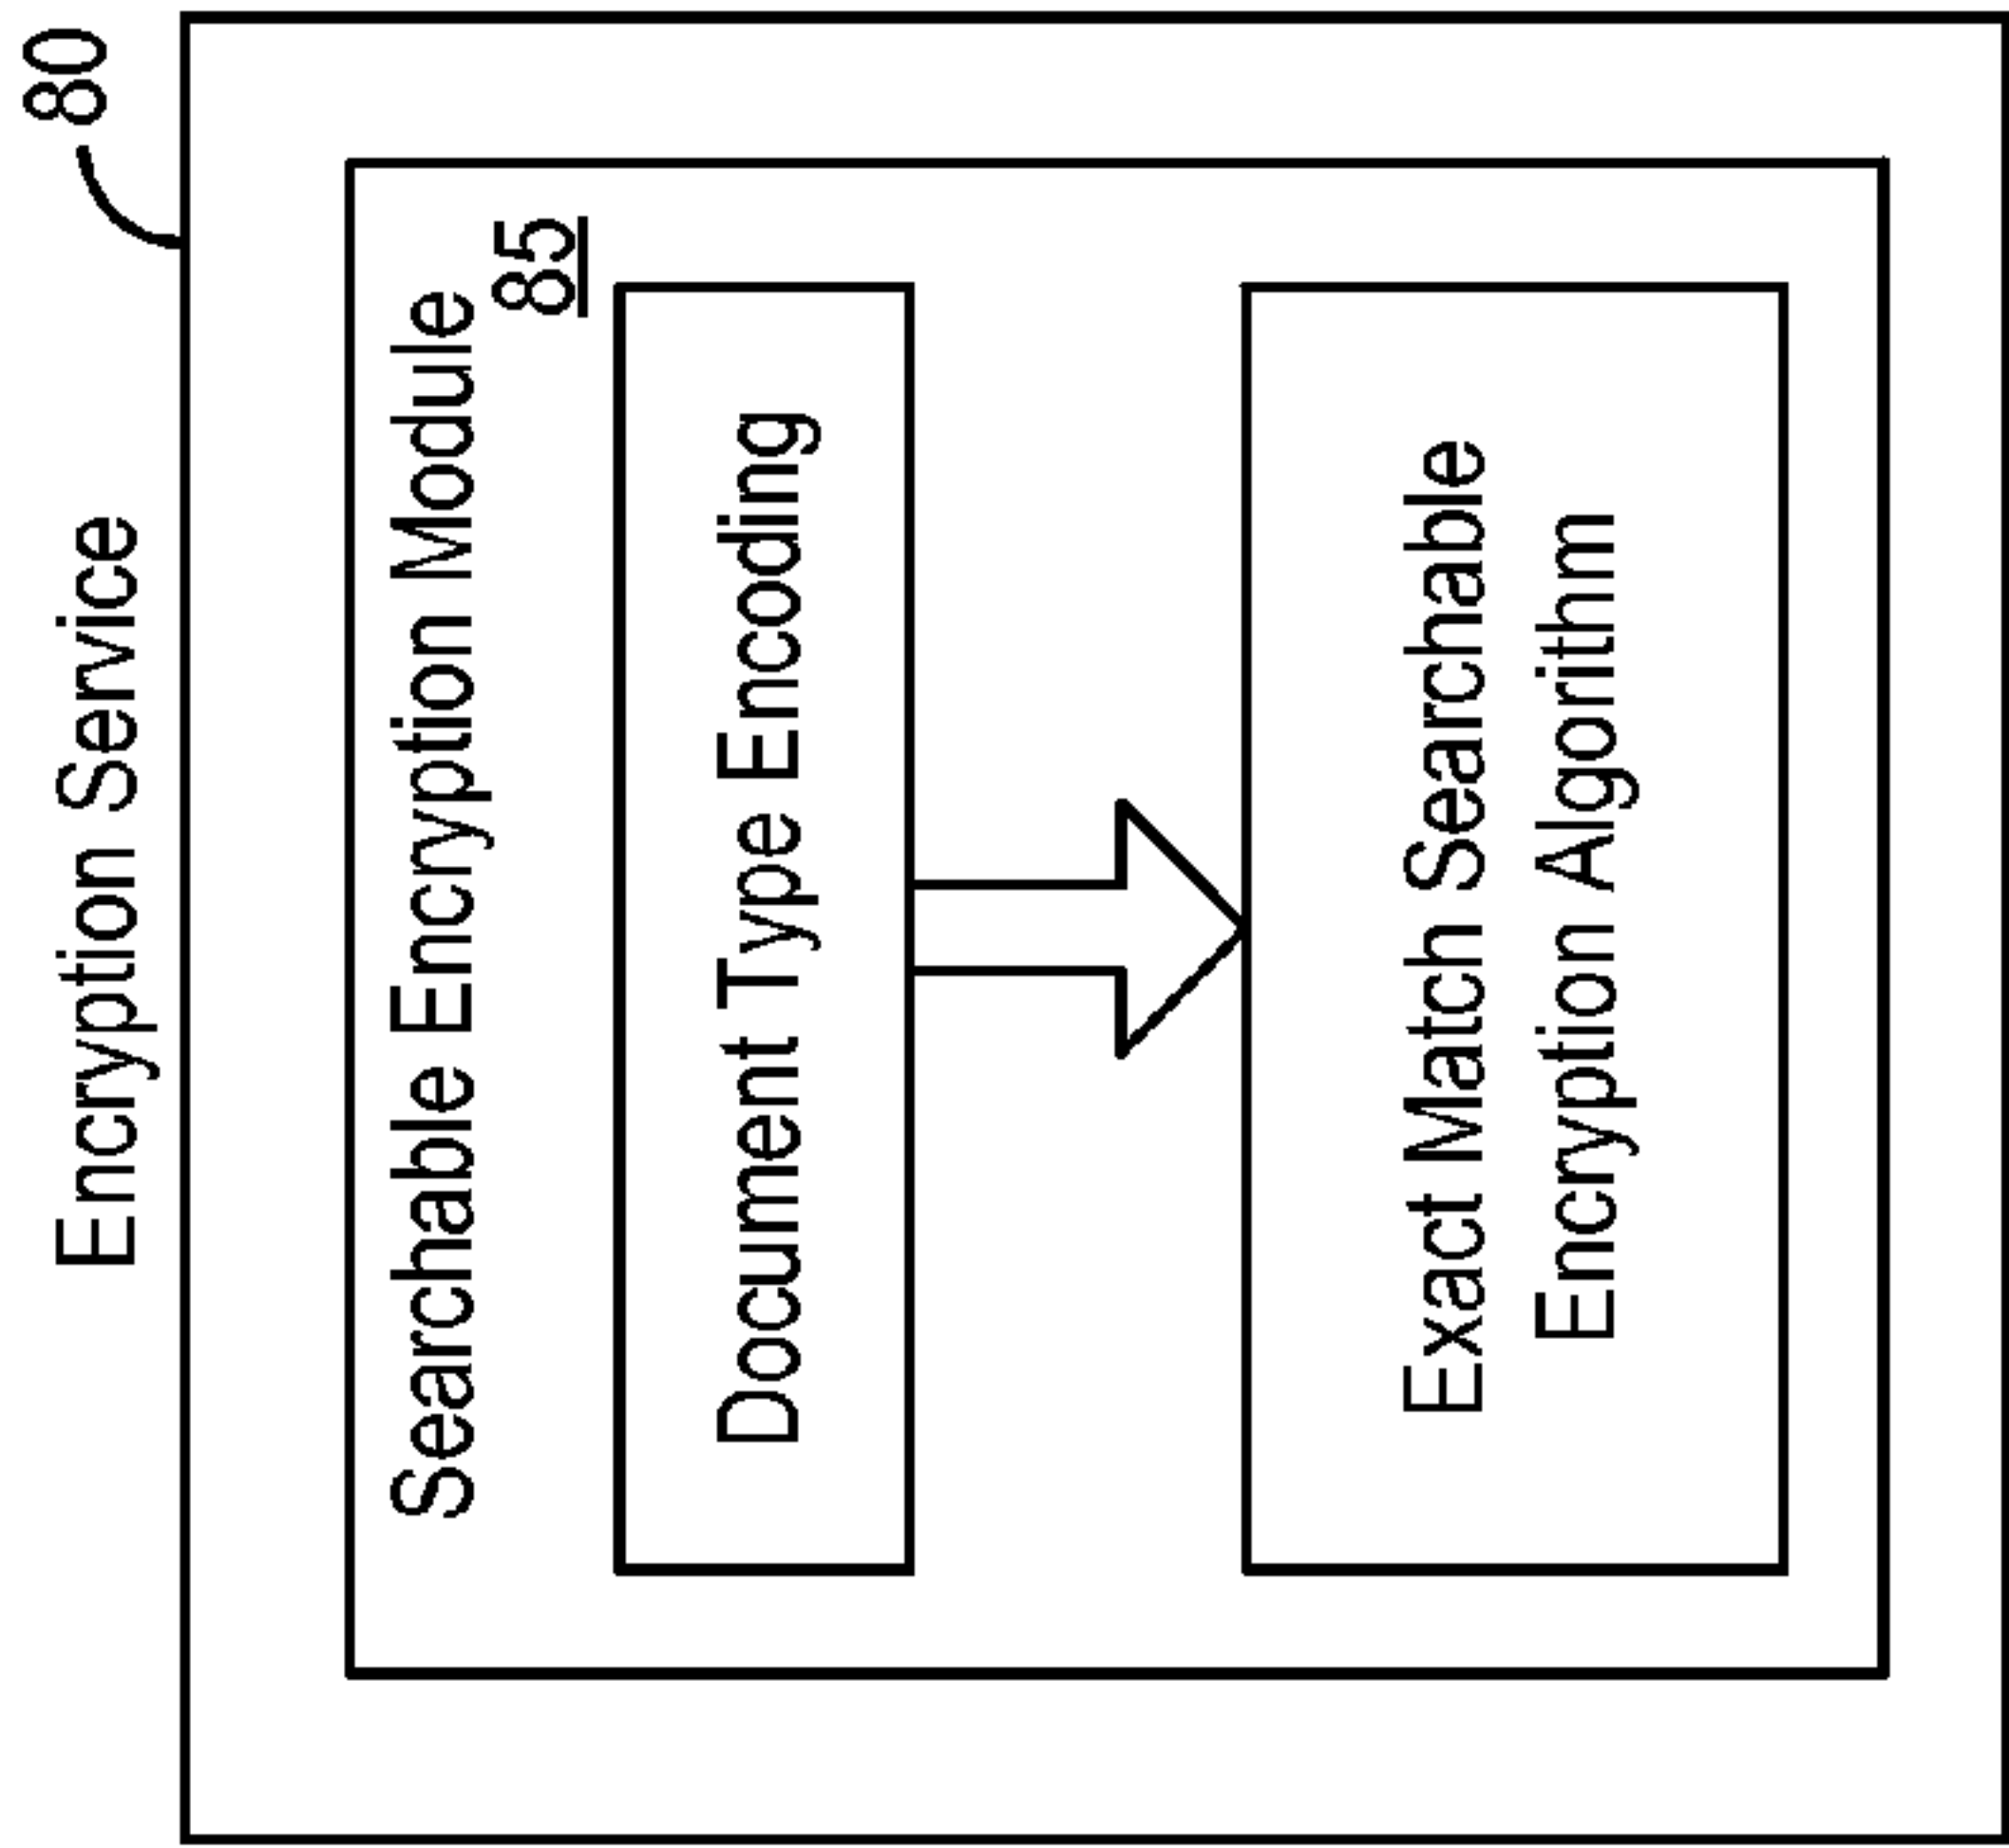 Encryption Service
80
Searchable Encryption Module
85
Document Type Encoding
Exact Match Searchable
Encryption Algorithm